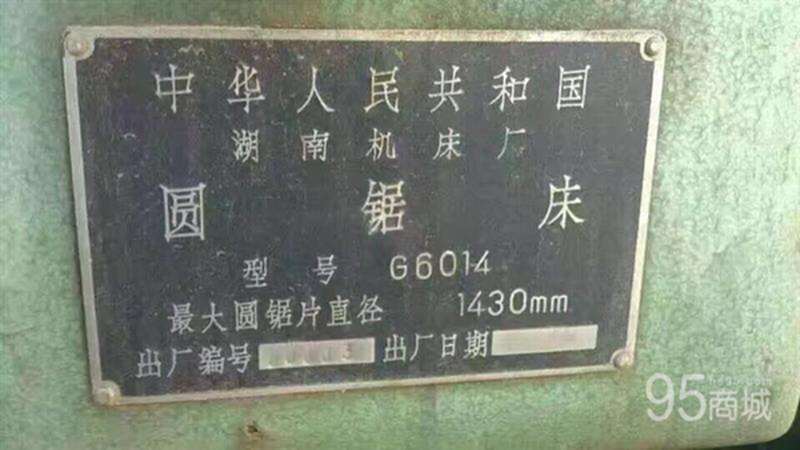 中华人民共和国
湖南机床厂
圆锯床
型号 G6014
最大圆锯片直径 1430mm
出厂编号 出厂日期
95商城